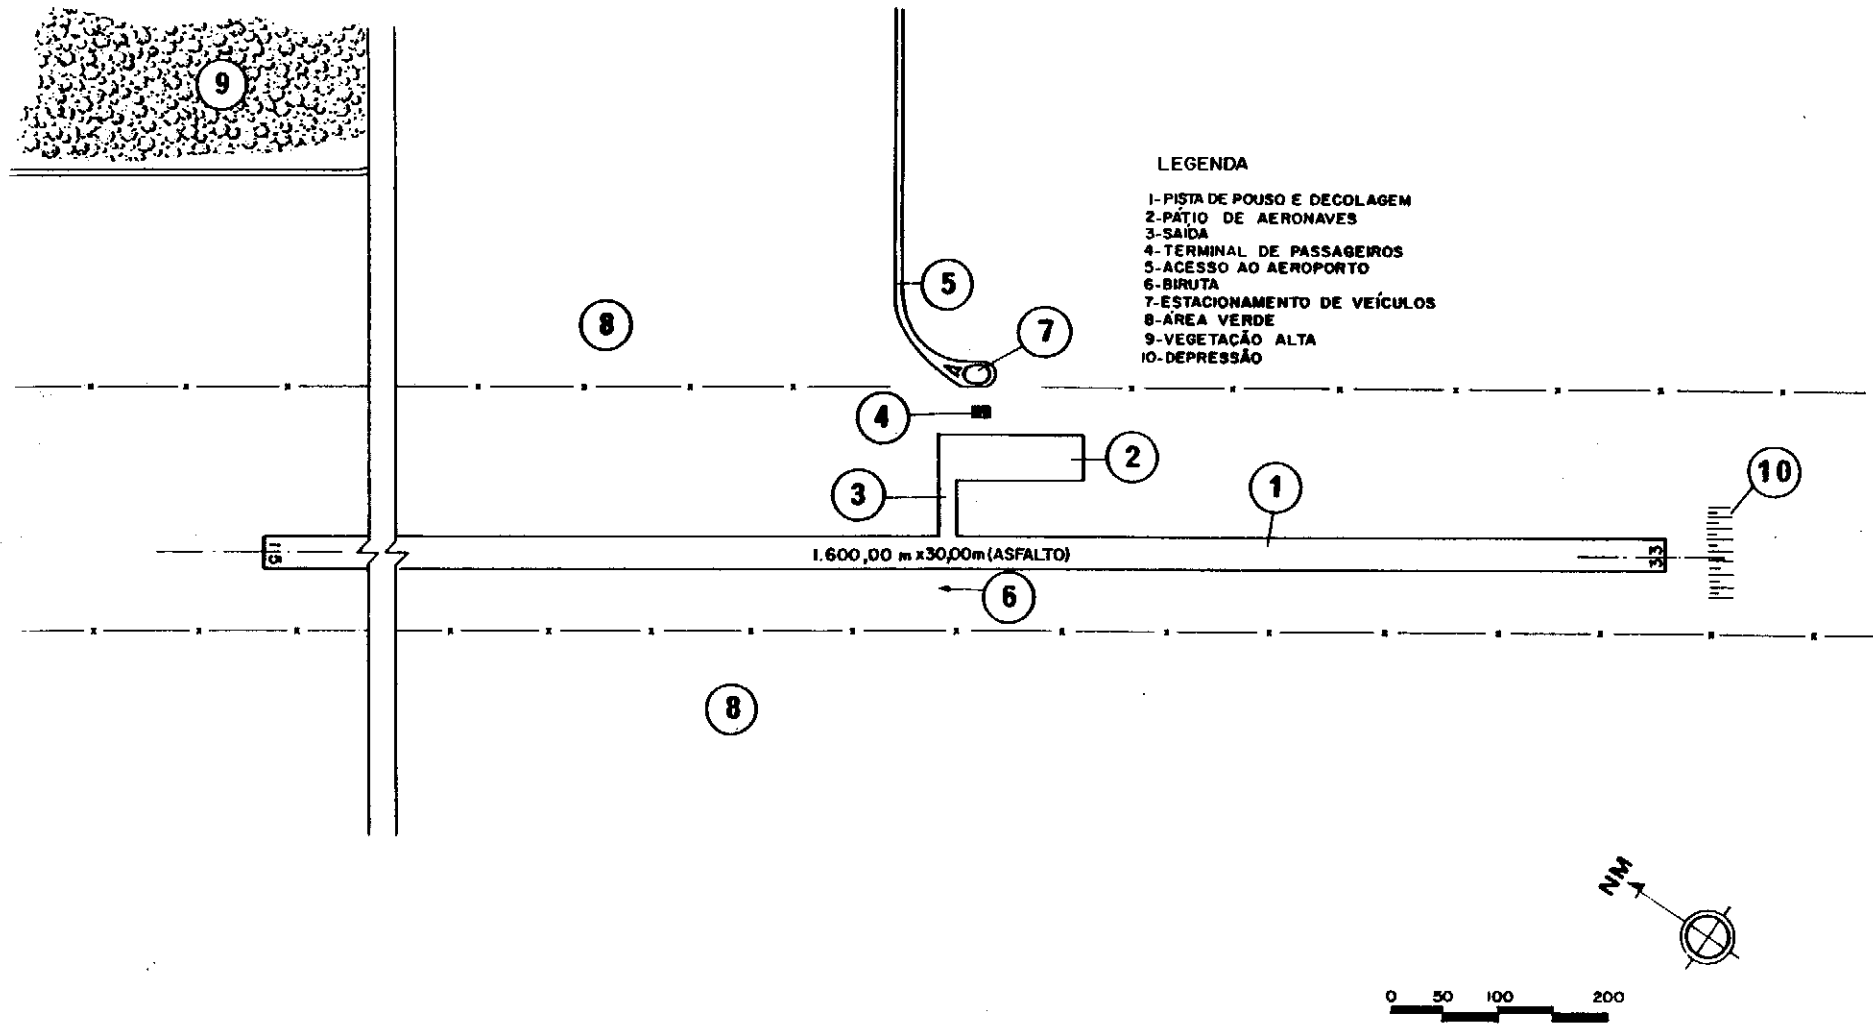 9
LEGENDA
1-PISTA DE POUSO E DECOLAGEM
2-PÁTIO DE AERONAVES
3-SAÍDA
4-TERMINAL DE PASSAGEIROS
5-ACESSO AO AEROPORTO
6-BIRUTA
7-ESTACIONAMENTO DE VEÍCULOS
8-ÁREA VERDE
9-VEGETAÇÃO ALTA
10-DEPRESSÃO
5
8
7
4
2
3
1
10
15
1.600,00 m x 30,00m (ASFALTO)
33
6
8
NM
0 50 100 200